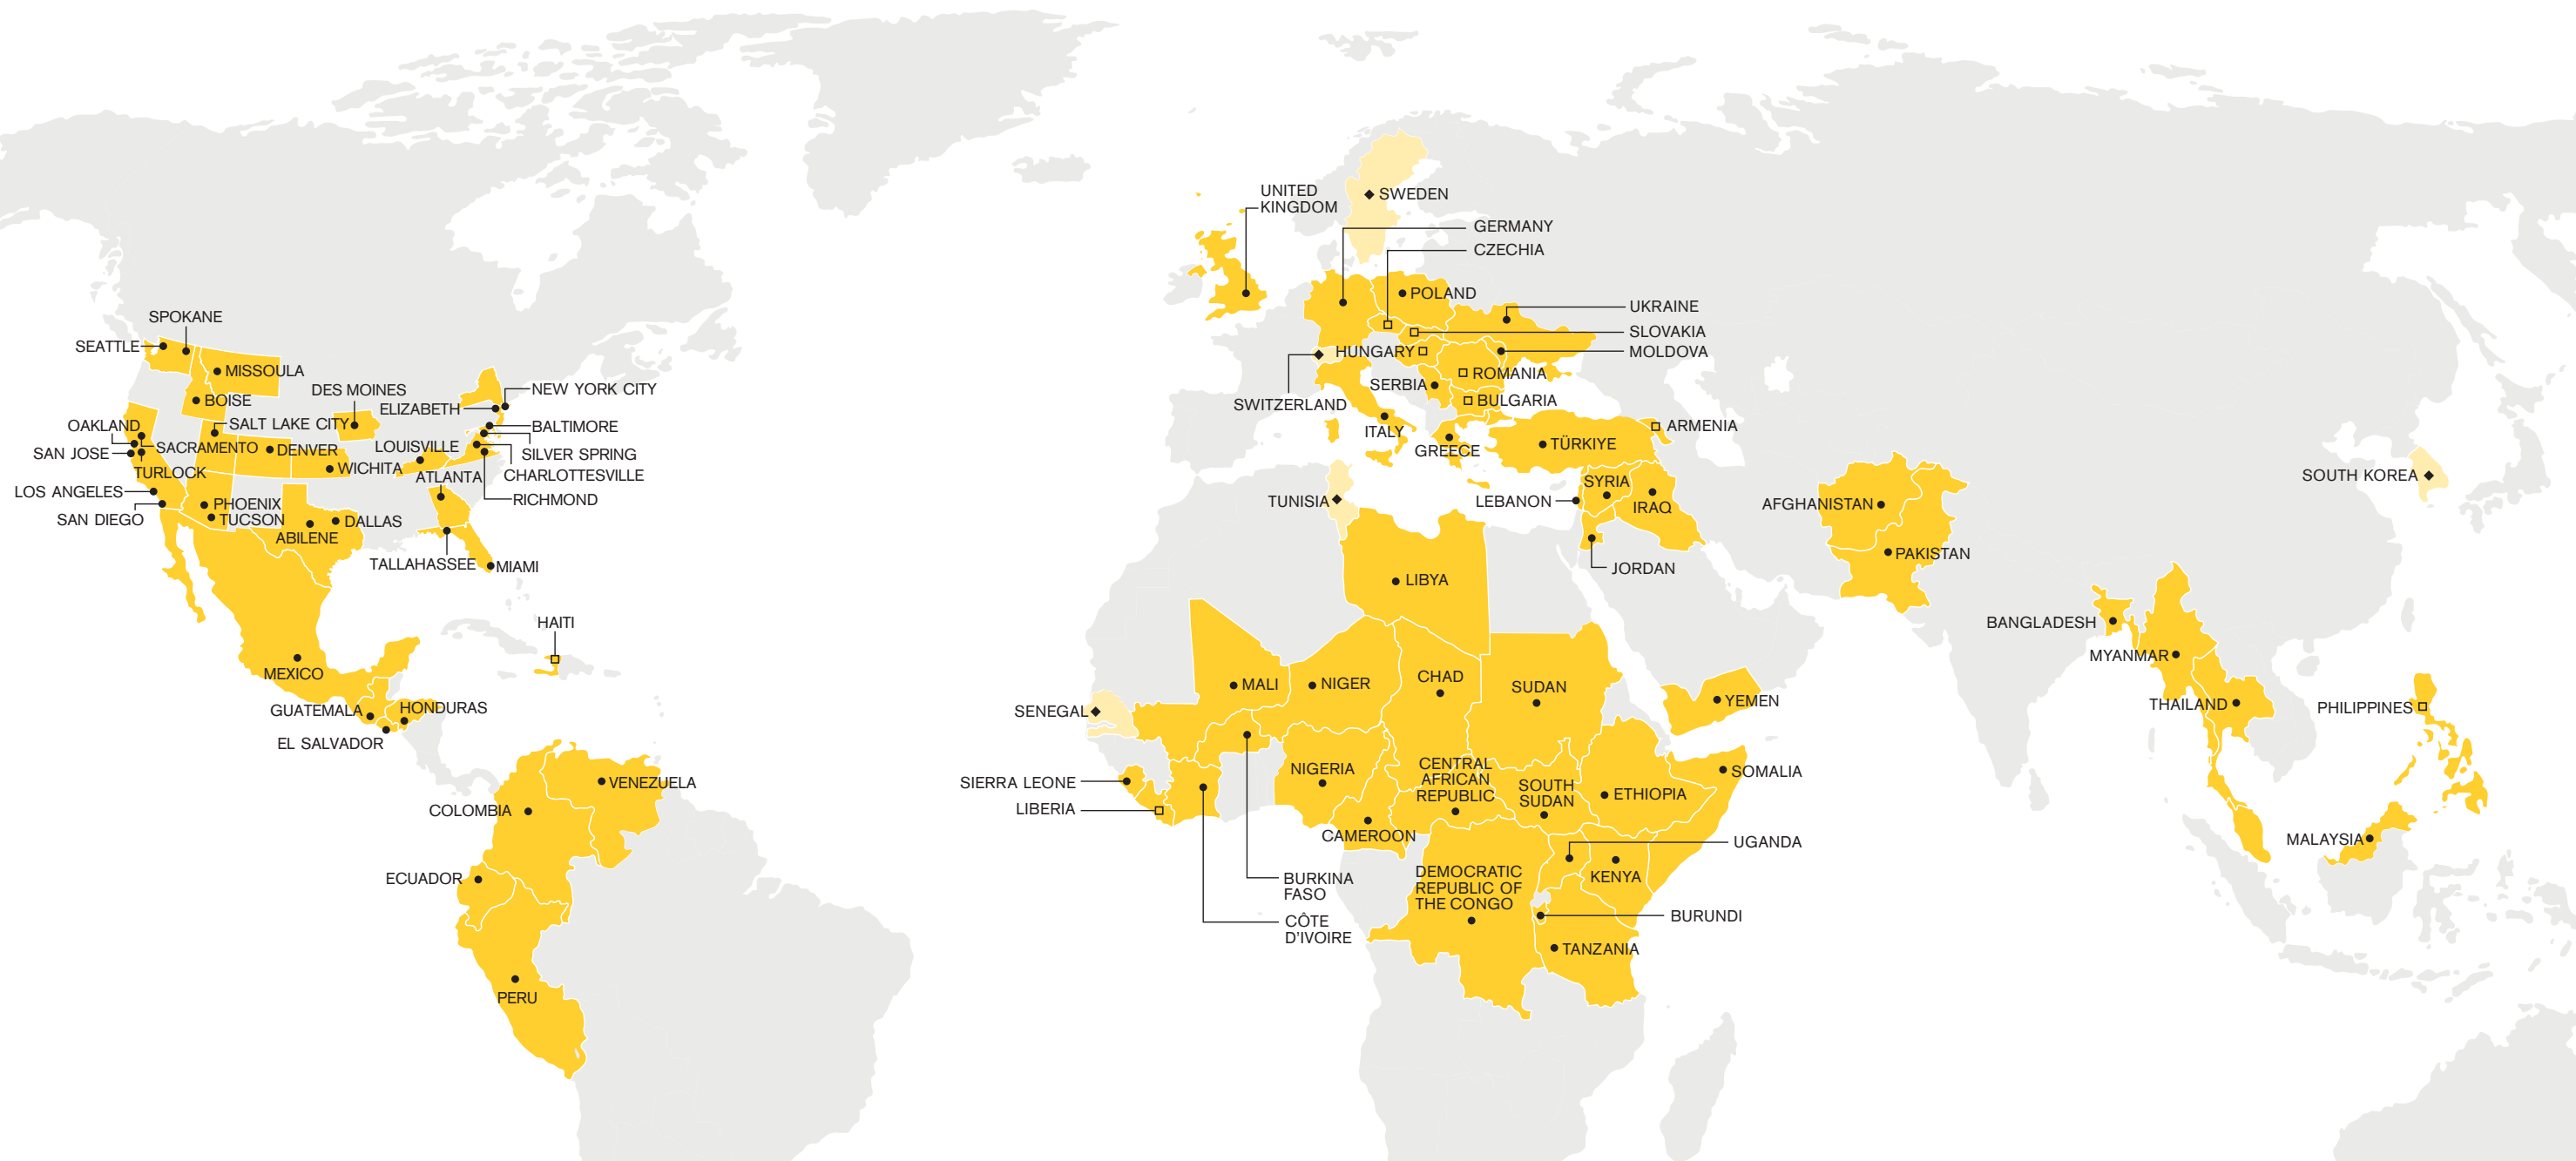 SPOKANE
SEATTLE
MISSOULA
BOISE
DES MOINES
NEW YORK CITY
ELIZABETH
OAKLAND
SALT LAKE CITY
BALTIMORE
SAN JOSE
SACRAMENTO
DENVER
LOUISVILLE
SILVER SPRING
TURLOCK
WICHITA
ATLANTA
CHARLOTTESVILLE
LOS ANGELES
PHOENIX
RICHMOND
SAN DIEGO
TUCSON
DALLAS
ABILENE
TALLAHASSEE
MIAMI
HAITI
MEXICO
GUATEMALA
HONDURAS
EL SALVADOR
VENEZUELA
COLOMBIA
ECUADOR
PERU
UNITED
KINGDOM
SWEDEN
GERMANY
CZECHIA
POLAND
UKRAINE
SLOVAKIA
HUNGARY
MOLDOVA
ROMANIA
SERBIA
SWITZERLAND
BULGARIA
ITALY
GREECE
ARMENIA
TÜRKIYE
TUNISIA
SYRIA
LEBANON
IRAQ
JORDAN
LIBYA
AFGHANISTAN
PAKISTAN
SOUTH KOREA
BANGLADESH
MYANMAR
THAILAND
PHILIPPINES
MALAYSIA
MALI
NIGER
CHAD
SUDAN
YEMEN
SENEGAL
SIERRA LEONE
LIBERIA
NIGERIA
CENTRAL
AFRICAN
REPUBLIC
SOUTH
SUDAN
ETHIOPIA
SOMALIA
CAMEROON
UGANDA
KENYA
DEMOCRATIC
REPUBLIC OF
THE CONGO
BURKINA
FASO
CÔTE
D'IVOIRE
BURUNDI
TANZANIA